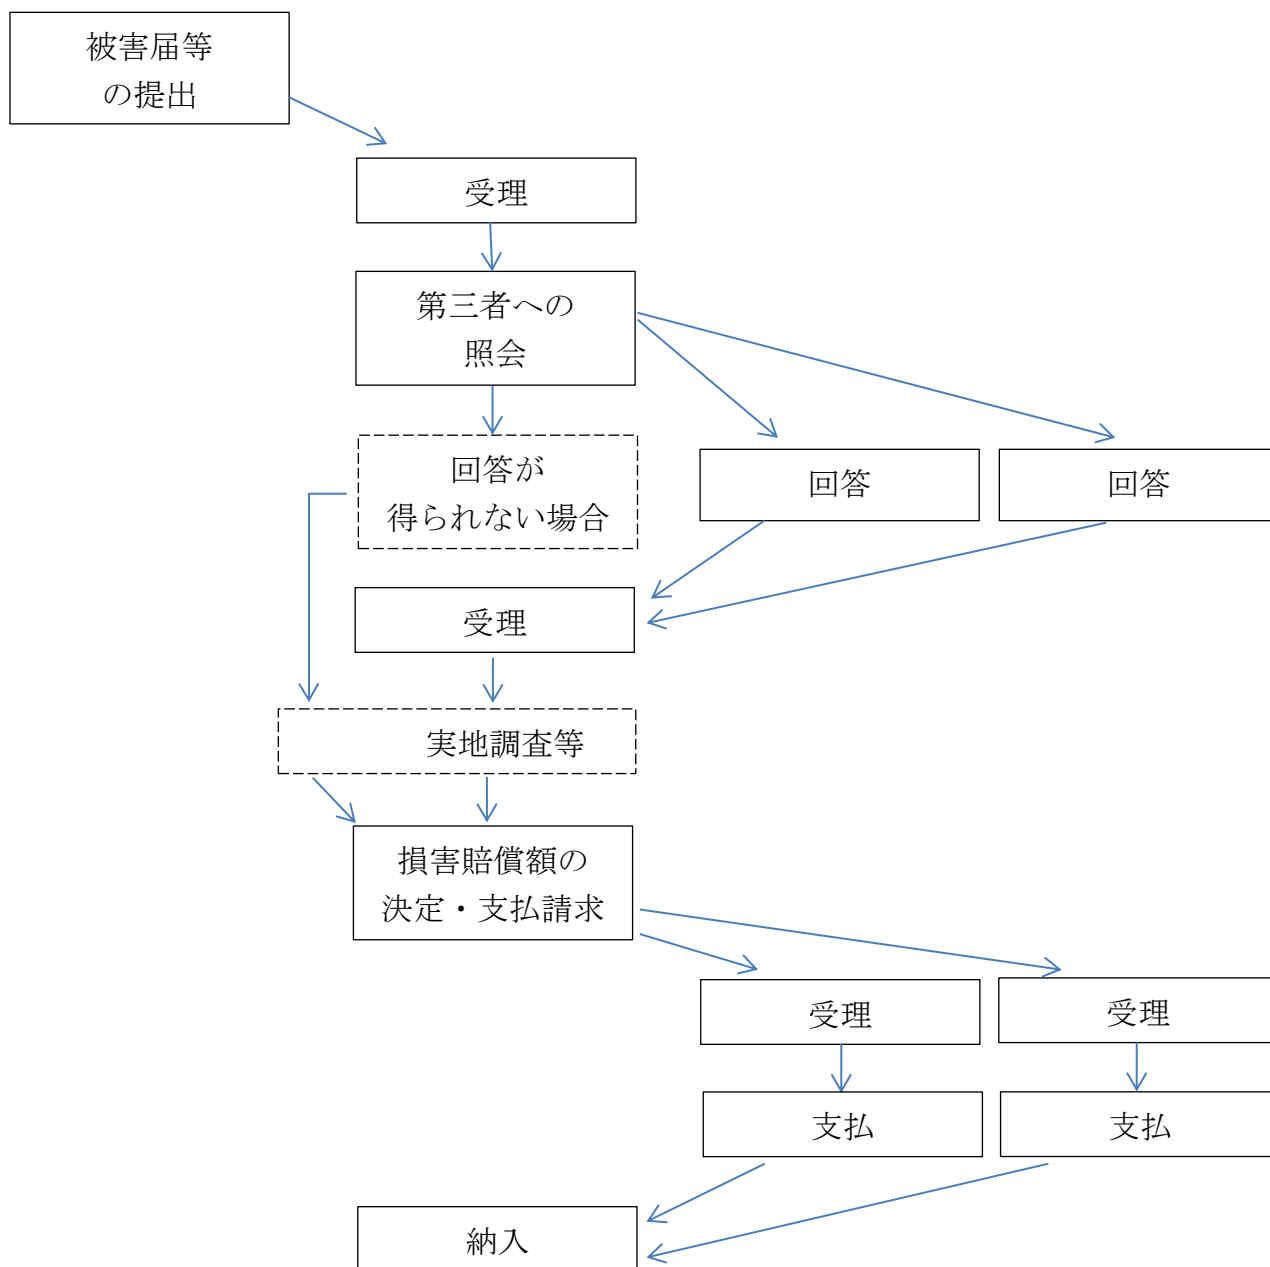 被害届等
の提出
受理
第三者への
照会
回答が
得られない場合
回答
回答
受理
実地調査等
損害賠償額の
決定・支払請求
受理
受理
支払
支払
納入